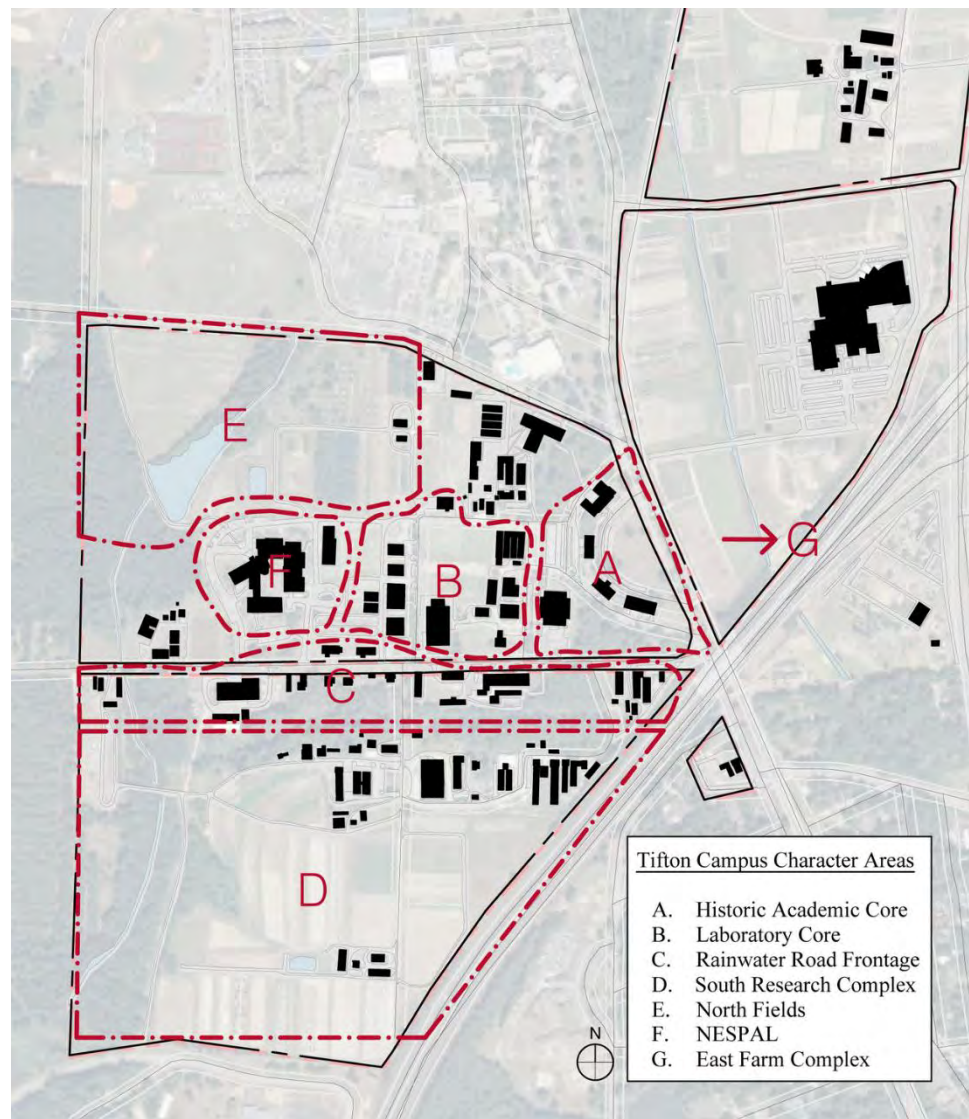 E
F
B
A
G
C
D
Tifton Campus Character Areas
A. Historic Academic Core
B. Laboratory Core
C. Rainwater Road Frontage
D. South Research Complex
E. North Fields
F. NESPAL
G. East Farm Complex
N